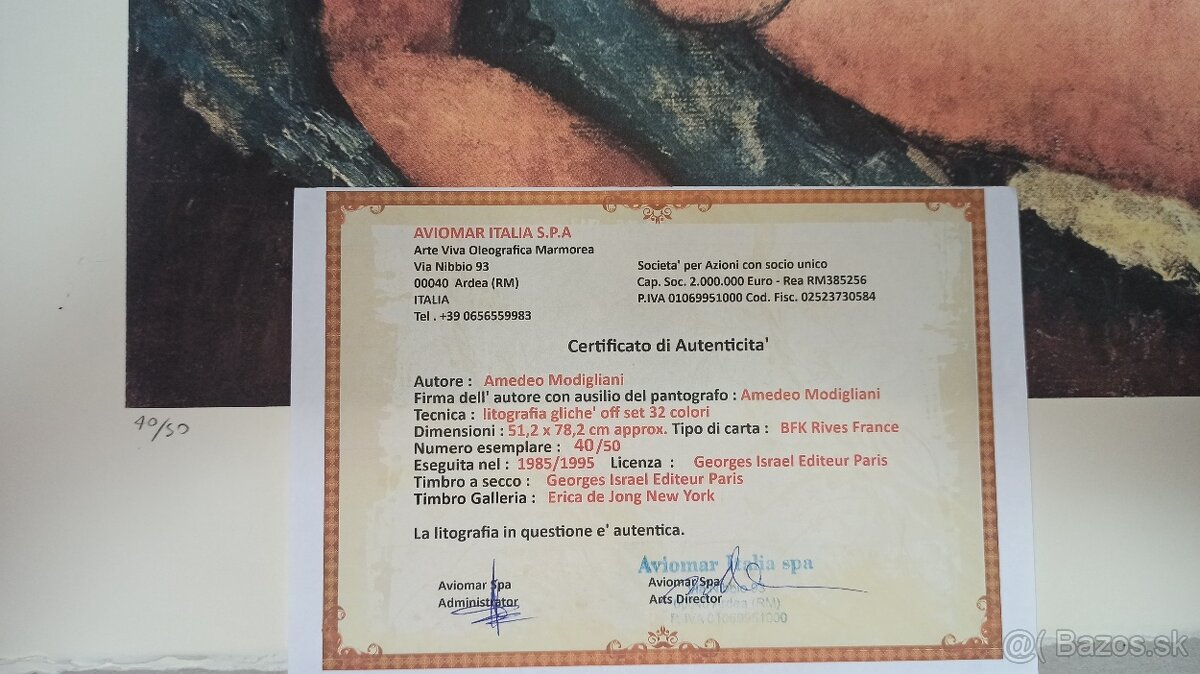 AVIOMAR ITALIA S.P.A
Arte Viva Oleografica Marmorea
Via Nibbio 93
00040 Ardea (RM)
ITALIA
Tel . +39 0656559983
Societa' per Azioni con socio unico
Cap. Soc. 2.000.000 Euro - Rea RM385256
P.IVA 01069951000 Cod. Fisc. 02523730584
Certificato di Autenticita'
Autore : Amedeo Modigliani
Firma dell' autore con ausilio del pantografo : Amedeo Modigliani
Tecnica : litografia gliche' off set 32 colori
Dimensioni : 51,2 x 78,2 cm approx. Tipo di carta : BFK Rives France
Numero esemplare : 40/50
Eseguita nel : 1985/1995 Licenza : Georges Israel Editeur Paris
Timbro a secco : Georges Israel Editeur Paris
Timbro Galleria : Erica de Jong New York
La litografia in questione e' autentica.
Aviomar Spa
Administrator
Aviomar Italia spa
Aviomar Spa
Arts Director
P. IVA 01069951000
40/50
@( Bazos.sk